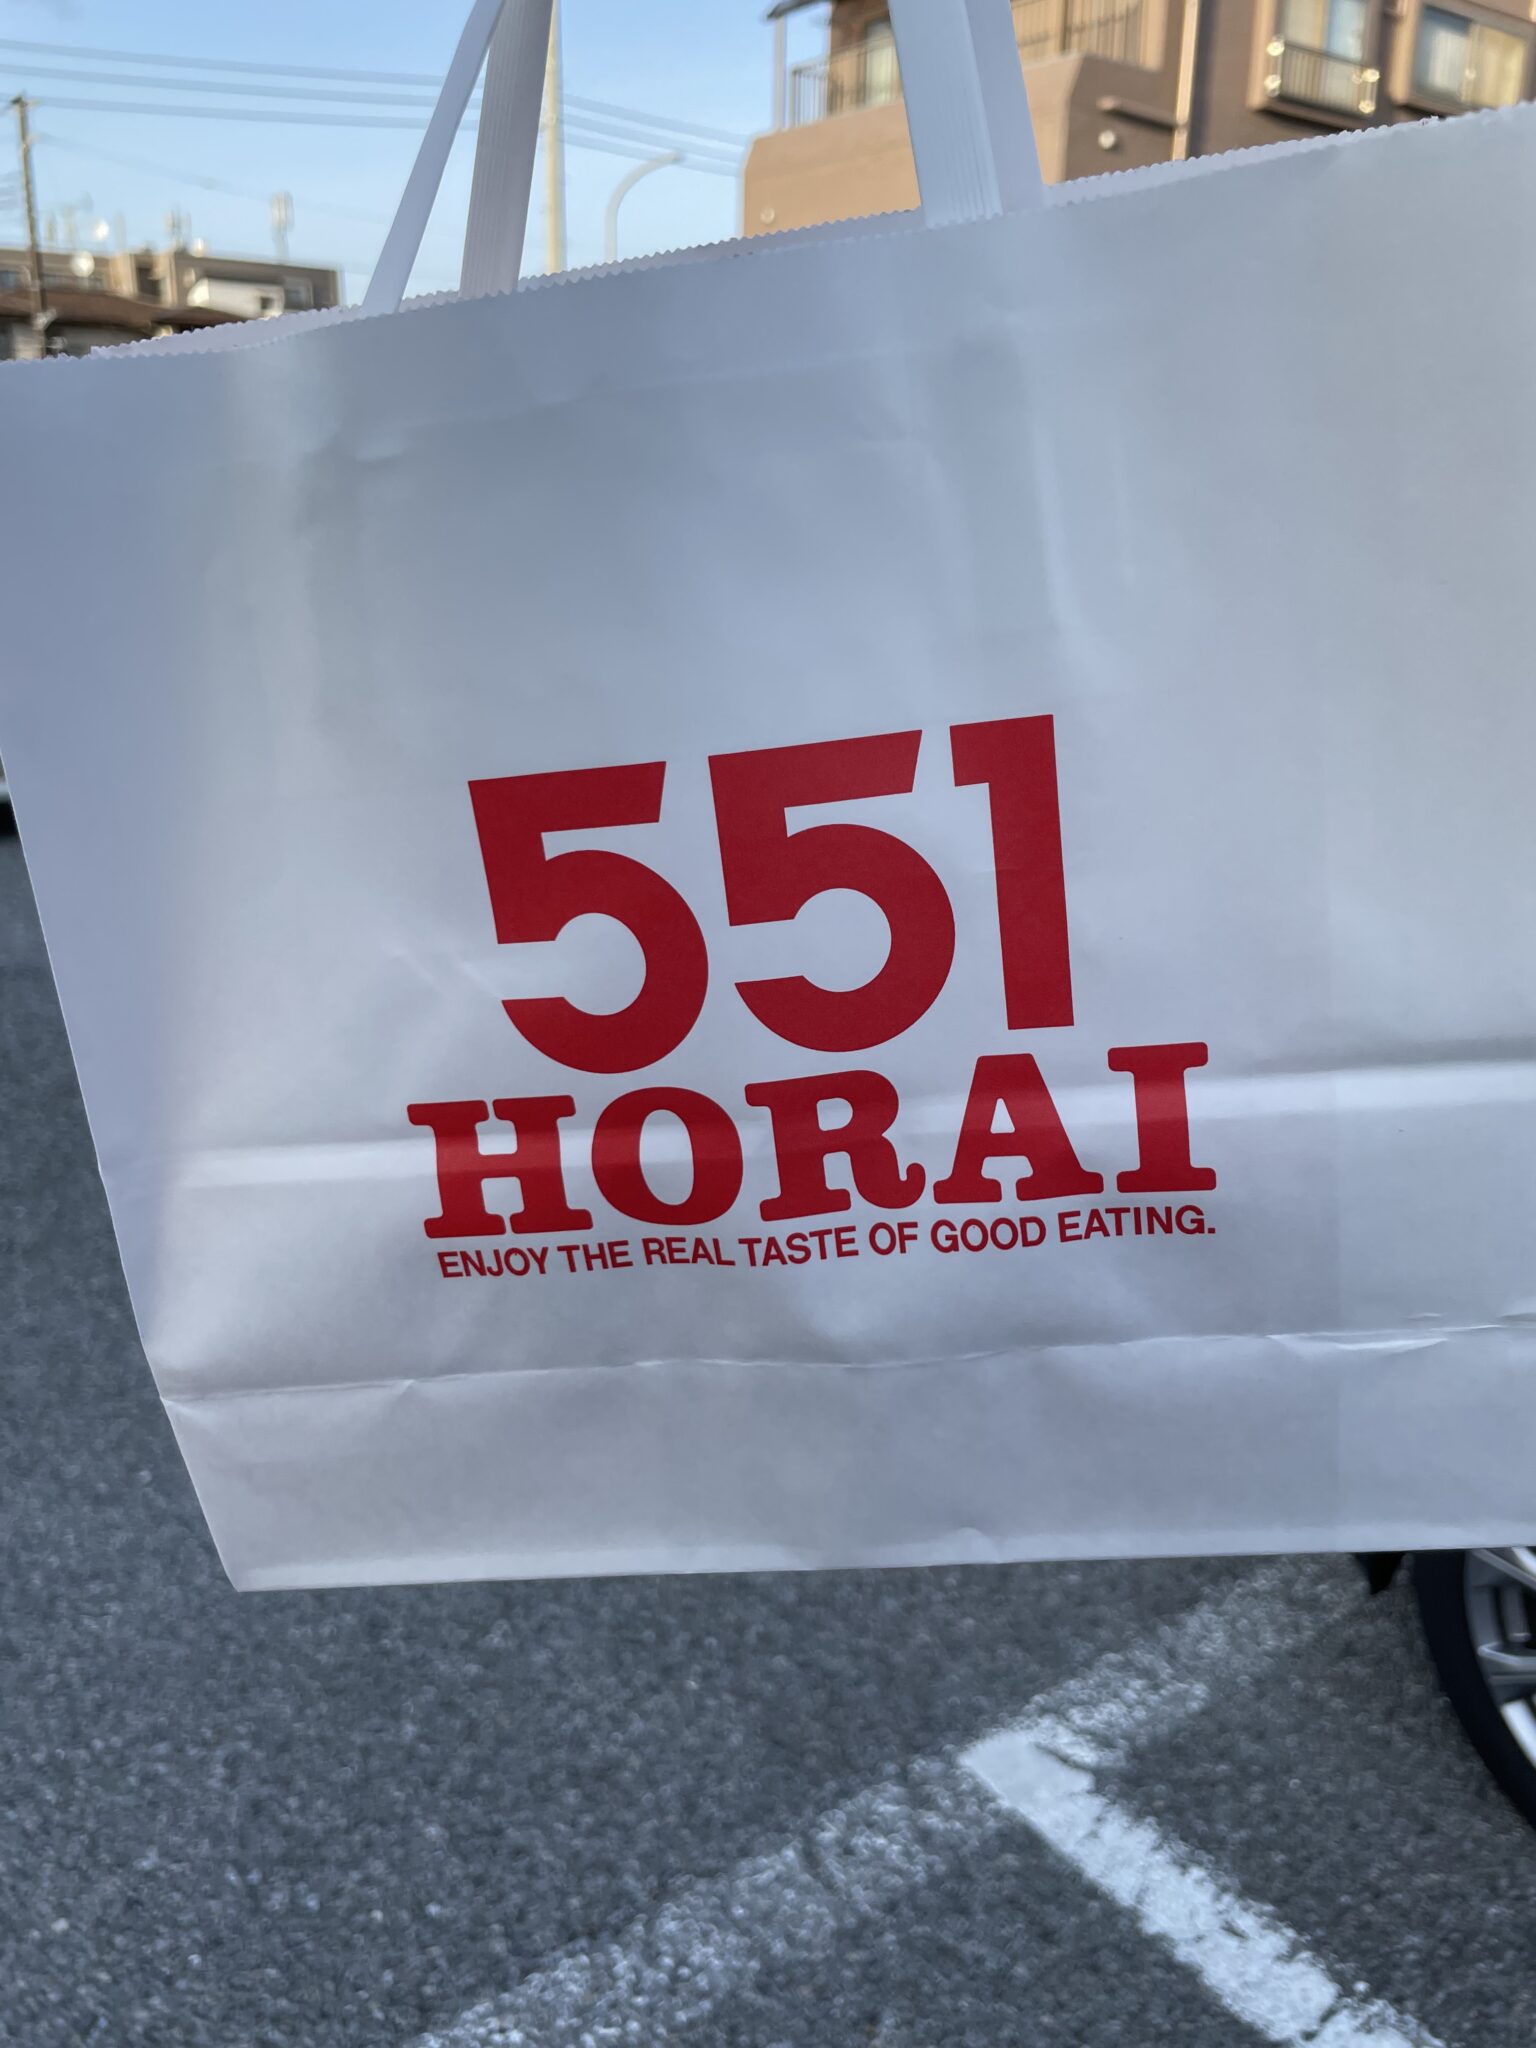 551
HORAI
ENJOY THE REAL TASTE OF GOOD EATING.